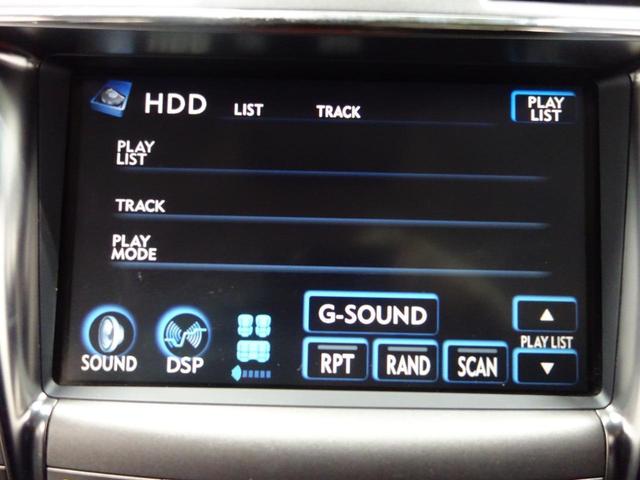 HDD LIST TRACK PLAY LIST
PLAY
LIST
TRACK
PLAY
MODE
G-SOUND
SOUND DSP RPT RAND SCAN PLAY LIST